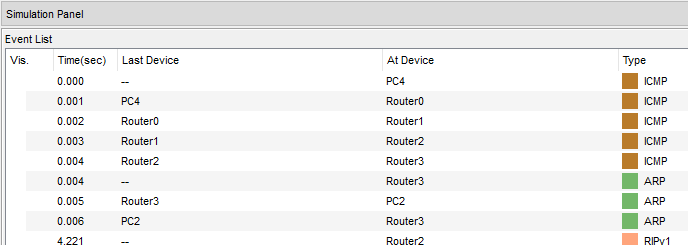 Simulation Panel
Event List
Vis. Time(sec) Last Device At Device Type
0.000 -- PC4 ICMP
0.001 PC4 Router0 ICMP
0.002 Router0 Router1 ICMP
0.003 Router1 Router2 ICMP
0.004 Router2 Router3 ICMP
0.004 -- Router3 ARP
0.005 Router3 PC2 ARP
0.006 PC2 Router3 ARP
4.221 -- Router2 RIPv1